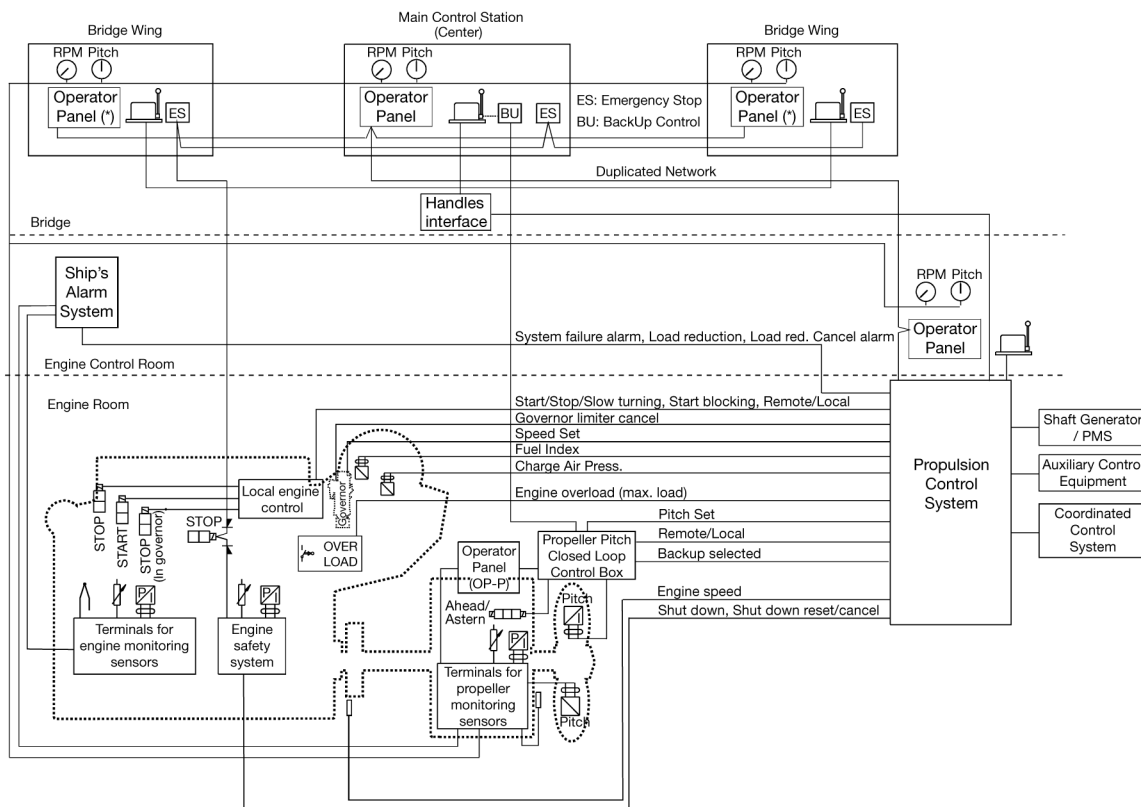 Main Control Station
(Center)
Bridge Wing
Bridge Wing
RPM Pitch
RPM Pitch
RPM Pitch
Operator
Panel (*)
ES
Operator
Panel
BU
ES
ES: Emergency Stop
BU: BackUp Control
Operator
Panel (*)
ES
Duplicated Network
Handles
interface
Bridge
Ship's
Alarm
System
RPM Pitch
Operator
Panel
System failure alarm, Load reduction, Load red. Cancel alarm
Engine Control Room
Engine Room
Start/Stop/Slow turning, Start blocking, Remote/Local
Governor limiter cancel
Speed Set
Fuel Index
Charge Air Press.
Engine overload (max. load)
Pitch Set
Remote/Local
Backup selected
Engine speed
Shut down, Shut down reset/cancel
Propulsion
Control
System
Shaft Generator
/ PMS
Auxiliary Control
Equipment
Coordinated
Control
System
Local engine
control
Governor
STOP
START
STOP
(In governor)
STOP
OVER
LOAD
Operator
Panel
(OP-P)
Propeller Pitch
Closed Loop
Control Box
Ahead/
Astern
Pitch
I
P
I
P
I
P
I
Terminals for
engine monitoring
sensors
Engine
safety
system
Terminals for
propeller
monitoring
sensors
Pitch